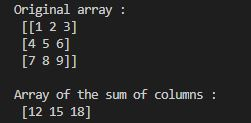 Original array :
[[1 2 3]
[4 5 6]
[7 8 9]]
Array of the sum of columns :
[12 15 18]